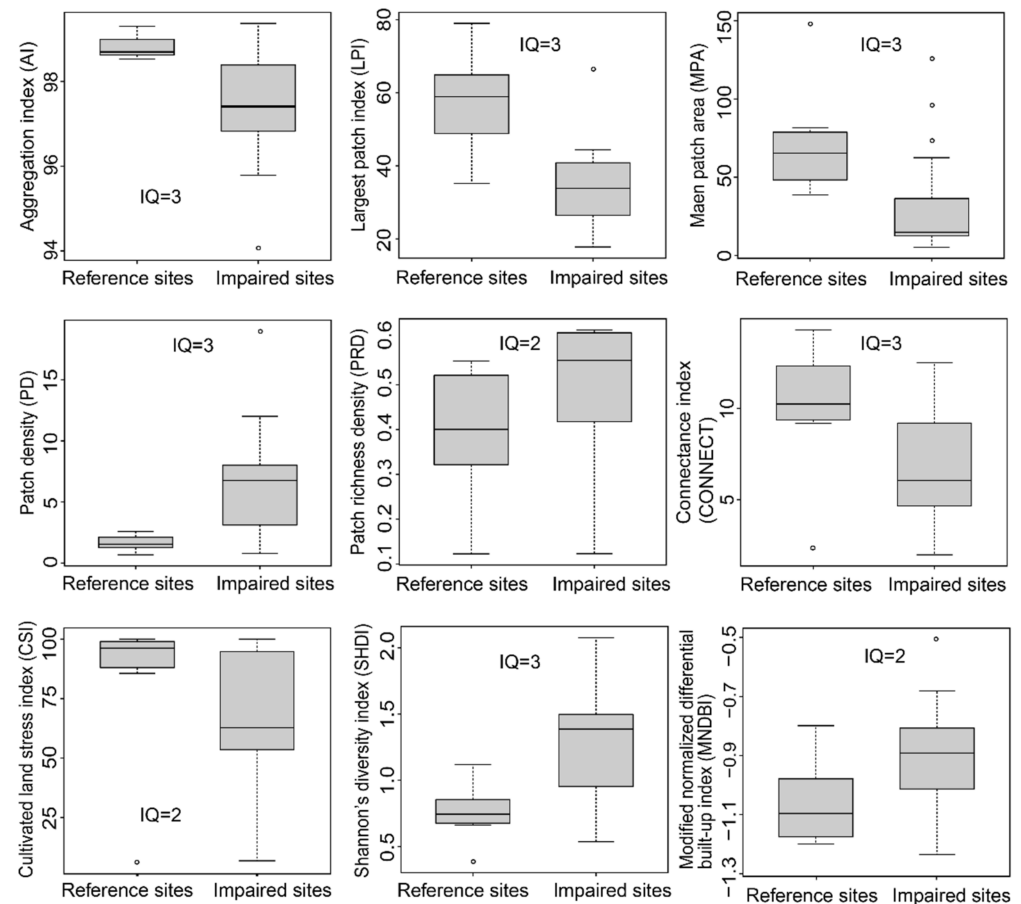 Aggregation index (AI)
98
96
94
IQ=3
Reference sites
Impaired sites
Largest patch index (LPI)
80
60
40
20
IQ=3
Reference sites
Impaired sites
Maen patch area (MPA)
150
100
50
0
IQ=3
Reference sites
Impaired sites
Patch density (PD)
15
10
5
0
IQ=3
Reference sites
Impaired sites
Patch richness density (PRD)
0.6
0.5
0.4
0.3
0.2
0.1
IQ=2
Reference sites
Impaired sites
Connectance index
(CONNECT)
10
5
IQ=3
Reference sites
Impaired sites
Cultivated land stress index (CSI)
100
75
50
25
IQ=2
Reference sites
Impaired sites
Shannon's diversity index (SHDI)
2.0
1.5
1.0
0.5
IQ=3
Reference sites
Impaired sites
Modified normalized differential
built-up index (MNDBI)
−0.5
−0.7
−0.9
−1.1
−1.3
IQ=2
Reference sites
Impaired sites